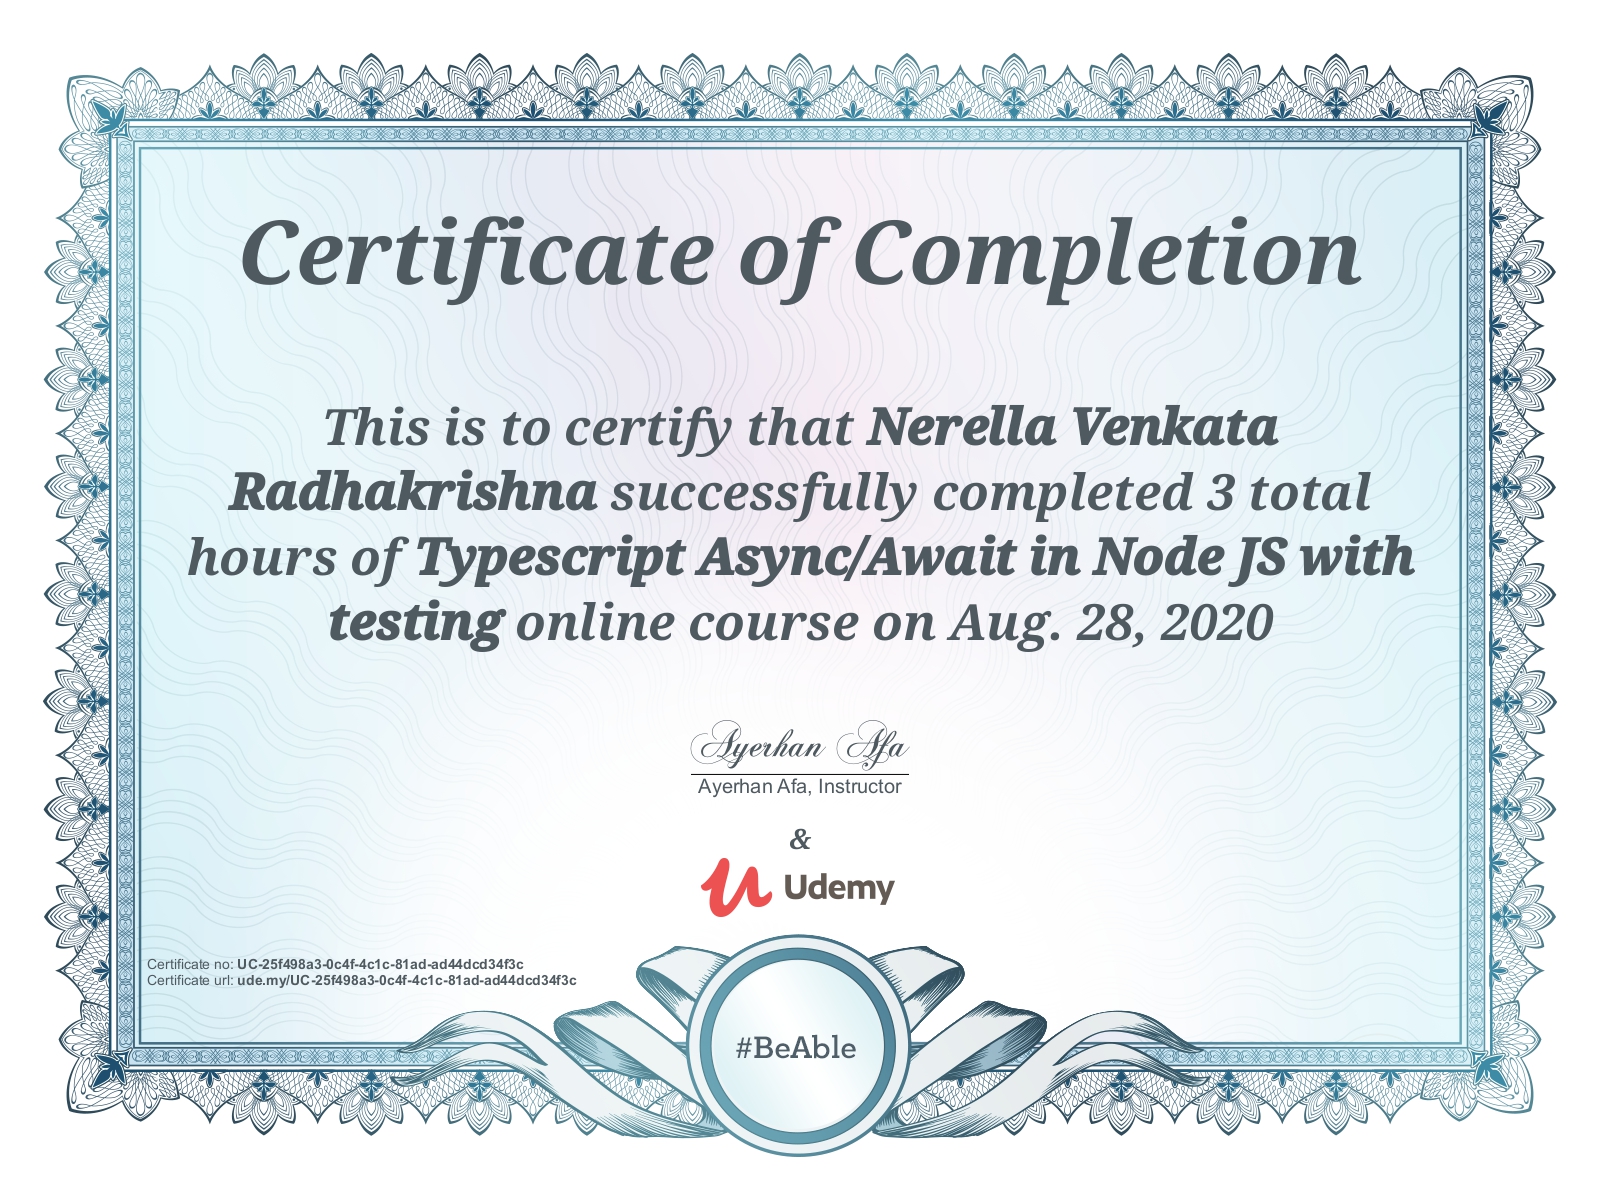 Certificate of Completion
This is to certify that Nerella Venkata
Radhakrishna successfully completed 3 total
hours of Typescript Async/Await in Node JS with
testing online course on Aug. 28, 2020
Ayerhan Afa
Ayerhan Afa, Instructor
&
Udemy
Certificate no: UC-25f498a3-0c4f-4c1c-81ad-ad44dcd34f3c
Certificate url: ude.my/UC-25f498a3-0c4f-4c1c-81ad-ad44dcd34f3c
#BeAble